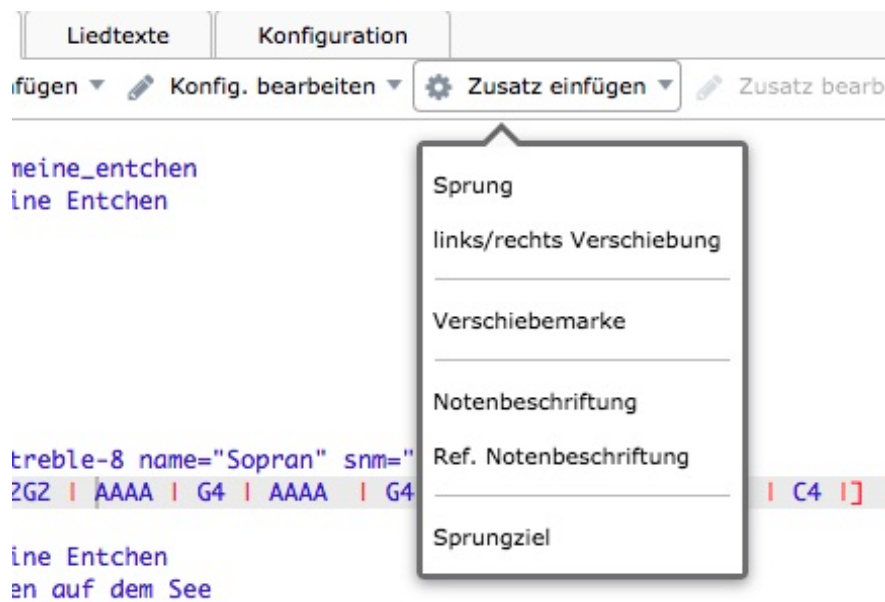 Liedtexte Konfiguration
fügen Konfig. bearbeiten Zusatz einfügen Zusatz bearb
meine_entchen
ine Entchen
Sprung
links/rechts Verschiebung
Verschiebemarke
Notenbeschriftung
Ref. Notenbeschriftung
Sprungziel
treble-8 name="Sopran" snm="
2G2 | AAAA | G4 | AAAA | G4 | C4 |]
ine Entchen
en auf dem See